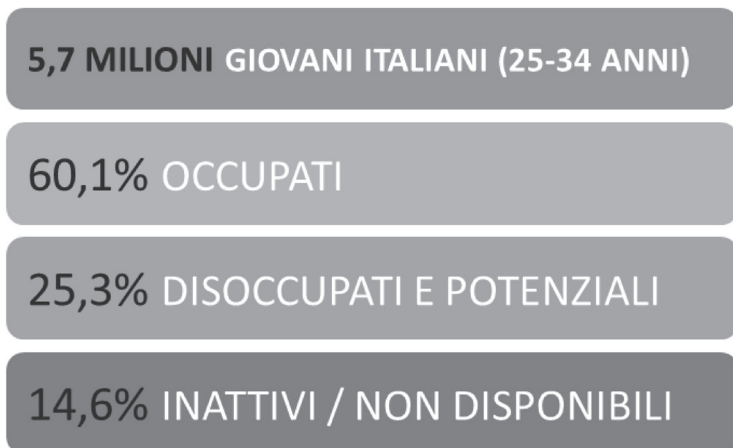 5,7 MILIONI GIOVANI ITALIANI (25-34 ANNI)
60,1% OCCUPATI
25,3% DISOCCUPATI E POTENZIALI
14,6% INATTIVI / NON DISPONIBILI